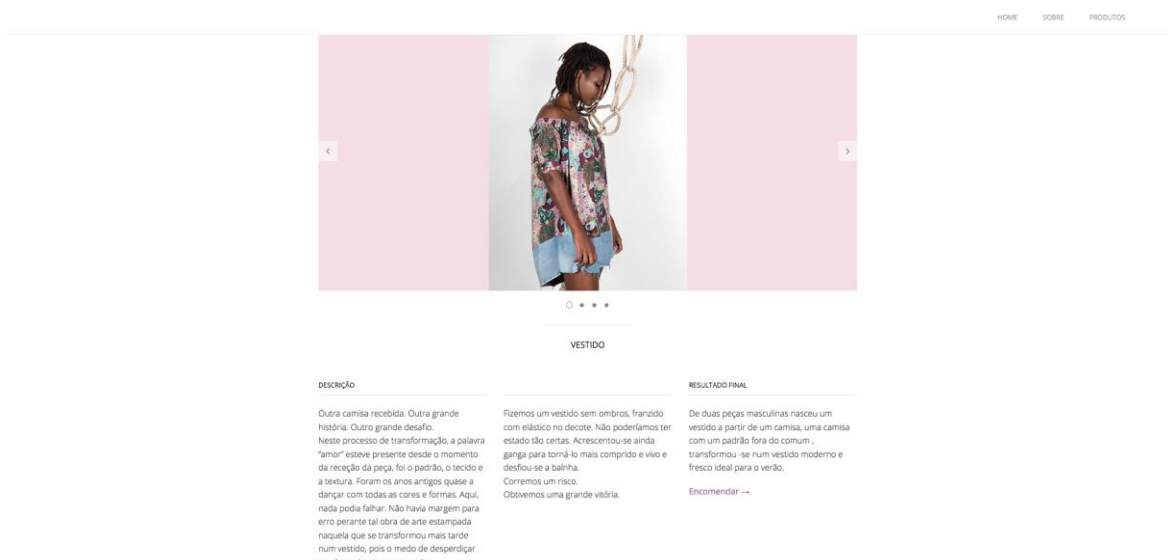 HOME SOBRE PRODUTOS
VESTIDO
DESCRIÇÃO
Outra camisa recebida. Outra grande
história. Outro grande desafio.
Neste processo de transformação, a palavra
"amor" esteve presente desde o momento
da receção da peça, foi o padrão, o tecido e
a textura. Foram os anos antigos quase a
dançar com todas as cores e formas. Aqui,
nada podia falhar. Não havia margem para
erro perante tal obra de arte estampada
naquela que se transformou mais tarde
num vestido, pois o medo de desperdiçar
Fizemos um vestido sem ombros, franzido
com elástico no decote. Não poderíamos ter
estado tão certas. Acrescentou-se ainda
ganga para torná-lo mais comprido e vivo e
desfiou-se a baínha.
Corremos um risco.
Obtivemos uma grande vitória.
RESULTADO FINAL
De duas peças masculinas nasceu um
vestido a partir de um camisa, uma camisa
com um padrão fora do comum ,
transformou -se num vestido moderno e
fresco ideal para o verão.
Encomendar →